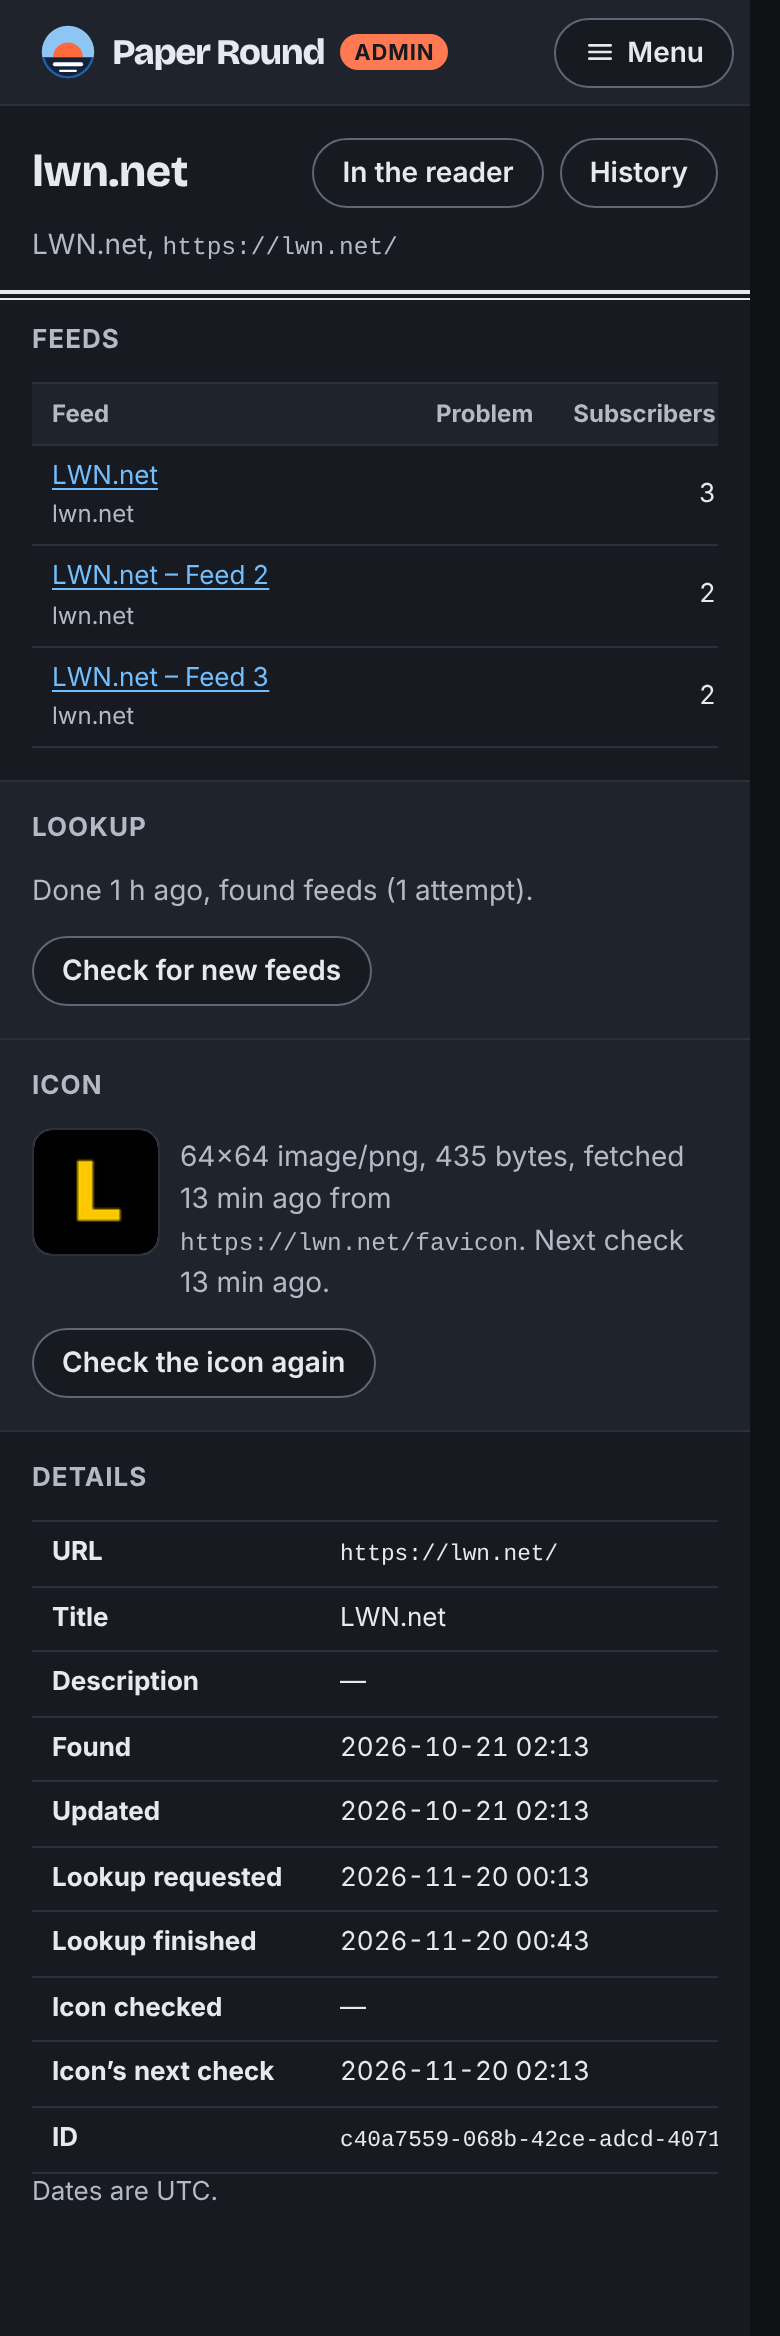 Paper Round ADMIN Menu
lwn.net In the reader History
LWN.net, https://lwn.net/
FEEDS
Feed Problem Subscribers
LWN.net
lwn.net
3
LWN.net – Feed 2
lwn.net
2
LWN.net – Feed 3
lwn.net
2
LOOKUP
Done 1 h ago, found feeds (1 attempt).
Check for new feeds
ICON
L
64×64 image/png, 435 bytes, fetched
13 min ago from
https://lwn.net/favicon. Next check
13 min ago.
Check the icon again
DETAILS
URL https://lwn.net/
Title LWN.net
Description —
Found 2026-10-21 02:13
Updated 2026-10-21 02:13
Lookup requested 2026-11-20 00:13
Lookup finished 2026-11-20 00:43
Icon checked —
Icon’s next check 2026-11-20 02:13
ID c40a7559-068b-42ce-adcd-4071
Dates are UTC.